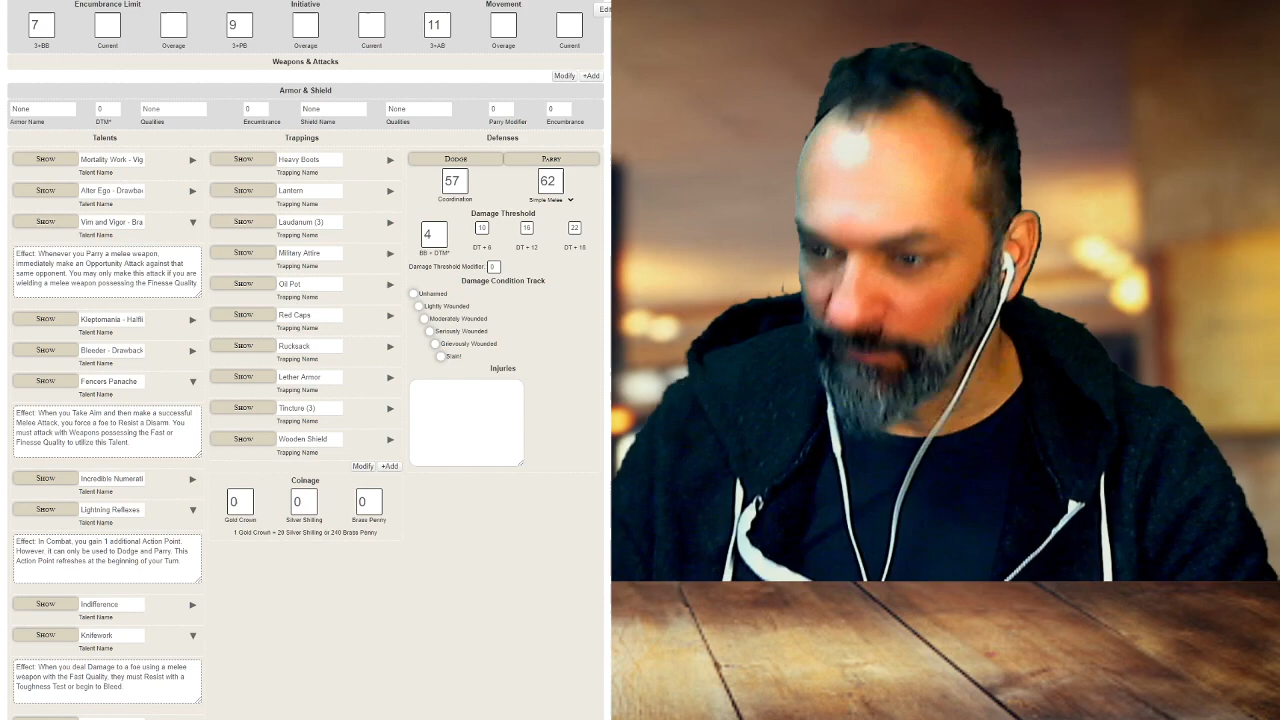 Encumbrance Limit Initiative Movement
7 9 11
3+BB Current Overage 3+PB Overage Current 3+AB Overage Current
Weapons & Attacks
Modify +Add
Armor & Shield
None 0 None 0 None None 0 0
Armor Name DTM* Qualities Encumbrance Shield Name Qualities Parry Modifier Encumbrance
Talents
Show Mortality Work - Vig
Talent Name
Show Alter Ego - Drawbac
Talent Name
Show Vim and Vigor - Bra
Talent Name
Effect: Whenever you Parry a melee weapon,
immediately make an Opportunity Attack against that
same opponent. You may only make this attack if you are
wielding a melee weapon possessing the Finesse Quality
Show Kleptomania - Halfli
Talent Name
Show Bleeder - Drawback
Talent Name
Show Fencers Panache
Talent Name
Effect: When you Take Aim and then make a successful
Melee Attack, you force a foe to Resist a Disarm. You
must attack with Weapons possessing the Fast or
Finesse Quality to utilize this Talent.
Show Incredible Numerati
Talent Name
Show Lightning Reflexes
Talent Name
Effect: In Combat, you gain 1 additional Action Point.
However, it can only be used to Dodge and Parry. This
Action Point refreshes at the beginning of your Turn.
Show Indifference
Talent Name
Show Knifework
Talent Name
Effect: When you deal Damage to a foe using a melee
weapon with the Fast Quality, they must Resist with a
Toughness Test or begin to Bleed
Trappings
Show Heavy Boots
Trapping Name
Show Lantern
Trapping Name
Show Laudanum (3)
Trapping Name
Show Military Attire
Trapping Name
Show Oil Pot
Trapping Name
Show Red Caps
Trapping Name
Show Rucksack
Trapping Name
Show Lether Armor
Trapping Name
Show Tincture (3)
Trapping Name
Show Wooden Shield
Trapping Name
Modify +Add
Coinage
0 0 0
Gold Crown Silver Shilling Brass Penny
1 Gold Crown = 20 Silver Shilling or 240 Brass Penny
Defenses
Dodge Parry
57 62
Coordination Simple Melee
Damage Threshold
4 10 16 22
BB + DTM* DT + 6 DT + 12 DT + 18
Damage Threshold Modifier: 0
Damage Condition Track
Unharmed
Lightly Wounded
Moderately Wounded
Seriously Wounded
Grievously Wounded
Slain!
Injuries